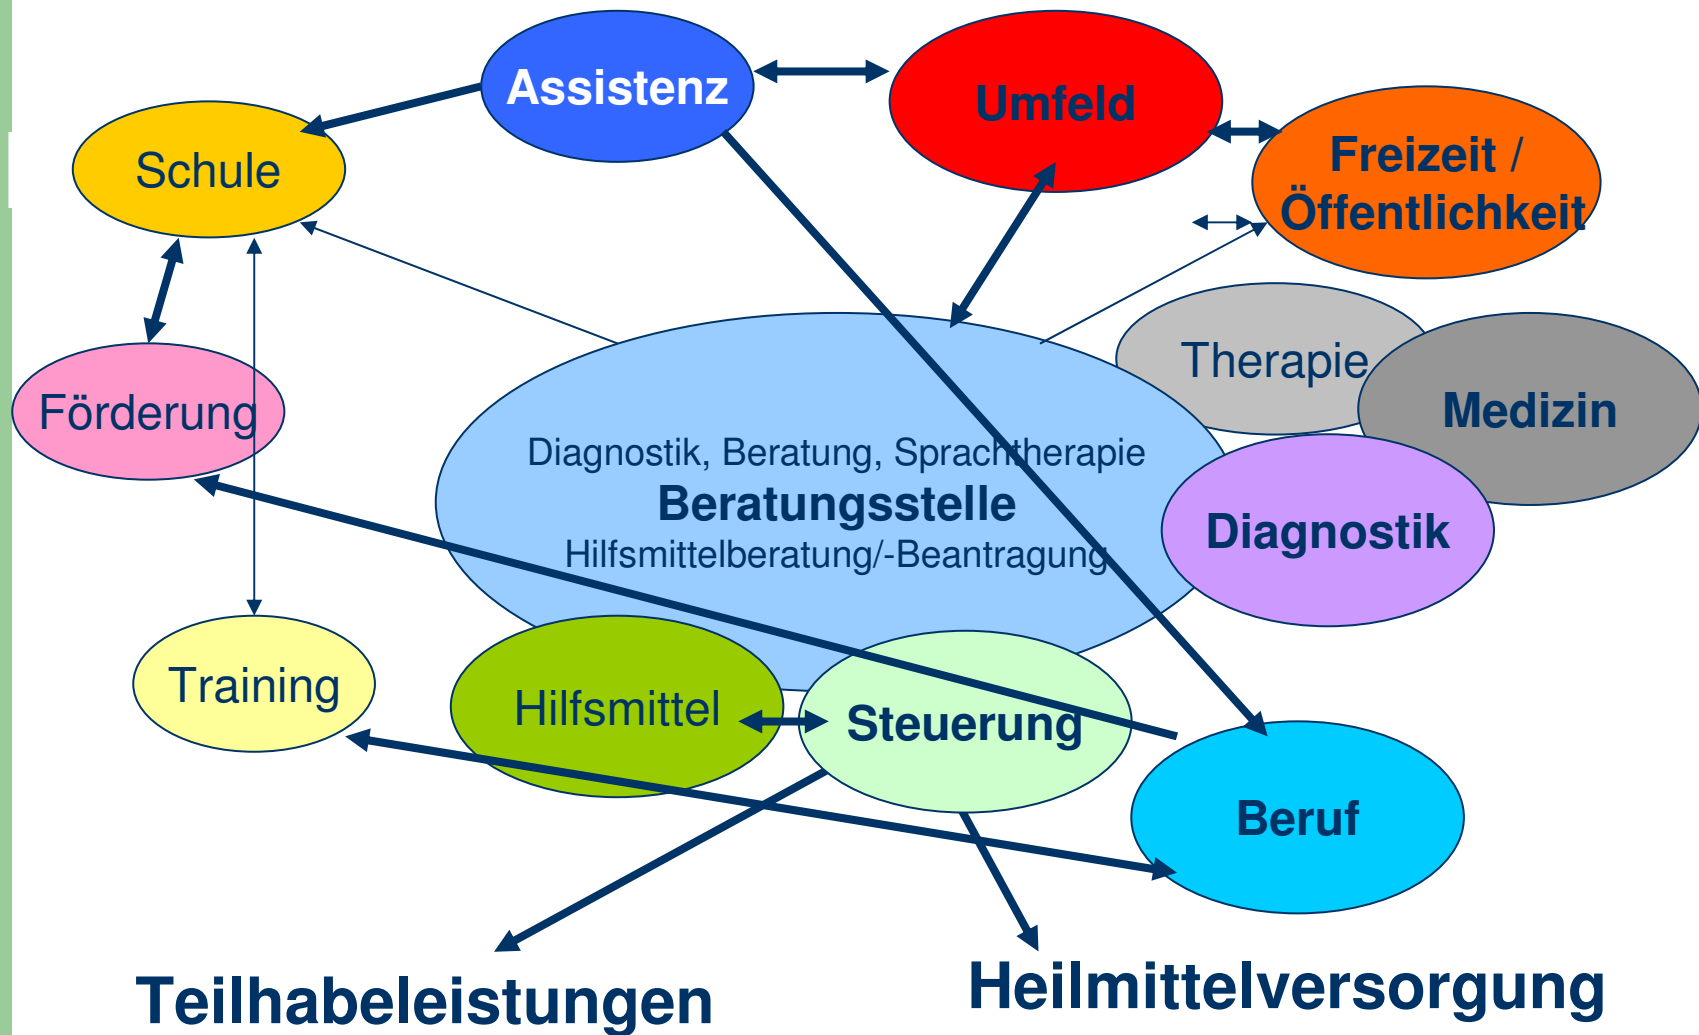 Assistenz
Umfeld
Freizeit /
Öffentlichkeit
Schule
Therapie
Medizin
Förderung
Diagnostik, Beratung, Sprachtherapie
Beratungsstelle
Hilfsmittelberatung/-Beantragung
Diagnostik
Training
Hilfsmittel
Steuerung
Beruf
Teilhabeleistungen
Heilmittelversorgung